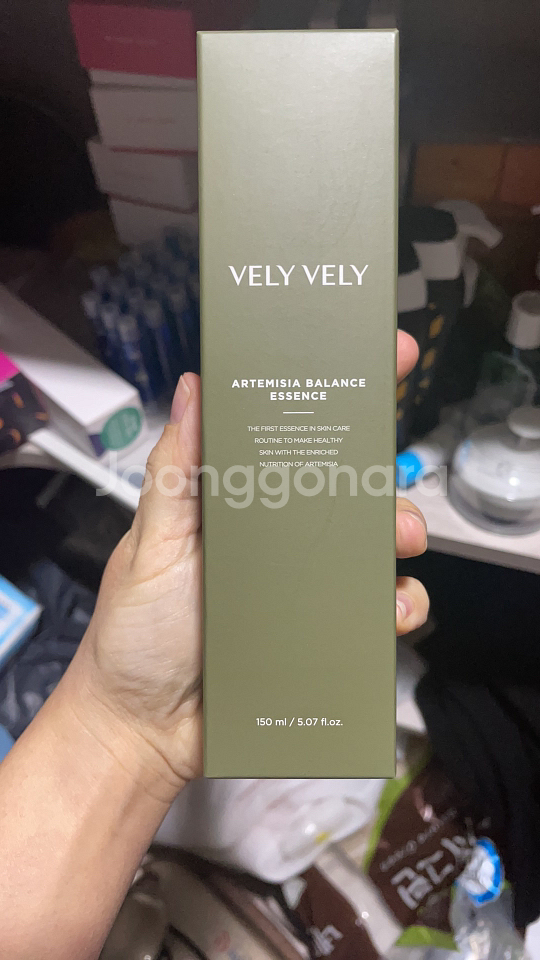 VELY VELY
ARTEMISIA BALANCE
ESSENCE
THE FIRST ESSENCE IN SKIN CARE
ROUTINE TO MAKE HEALTHY
SKIN WITH THE ENRICHED
NUTRITION OF ARTEMISIA
Joonggonara
150 ml / 5.07 fl.oz.